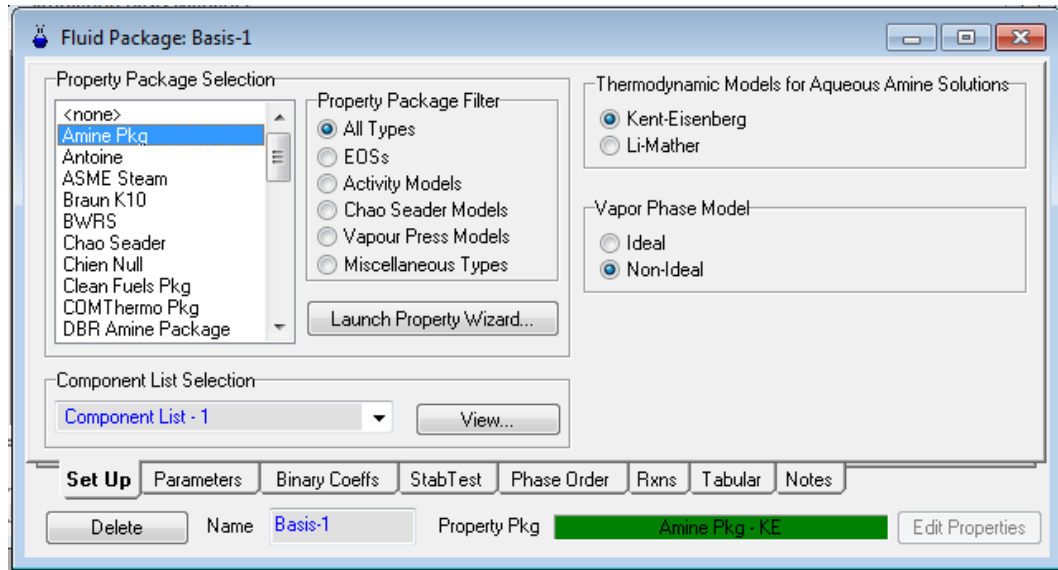 Fluid Package: Basis-1
Property Package Selection
<none>
Amine Pkg
Antoine
ASME Steam
Braun K10
BWRS
Chao Seader
Chien Null
Clean Fuels Pkg
COMThermo Pkg
DBR Amine Package
Property Package Filter
All Types
EOSs
Activity Models
Chao Seader Models
Vapour Press Models
Miscellaneous Types
Launch Property Wizard...
Thermodynamic Models for Aqueous Amine Solutions
Kent-Eisenberg
Li-Mather
Vapor Phase Model
Ideal
Non-Ideal
Component List Selection
Component List - 1
View...
Set Up Parameters Binary Coeffs StabTest Phase Order Rxns Tabular Notes
Delete Name Basis-1 Property Pkg Amine Pkg - KE Edit Properties